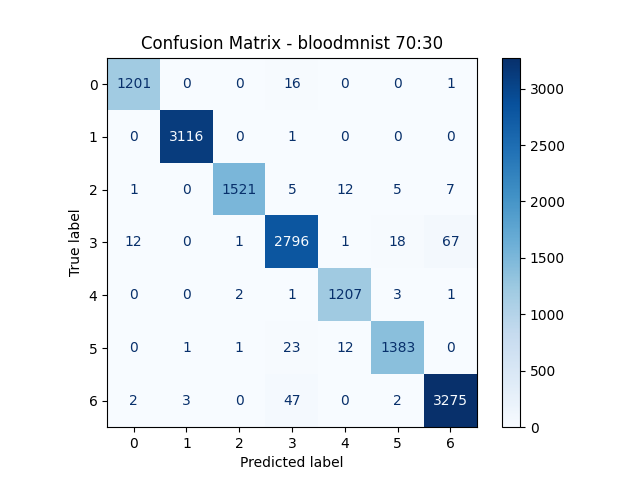 Confusion Matrix - bloodmnist 70:30
True label
0 1201 0 0 16 0 0 1
1 0 3116 0 1 0 0 0
2 1 0 1521 5 12 5 7
3 12 0 1 2796 1 18 67
4 0 0 2 1 1207 3 1
5 0 1 1 23 12 1383 0
6 2 3 0 47 0 2 3275
0 1 2 3 4 5 6
Predicted label
3000
2500
2000
1500
1000
500
0